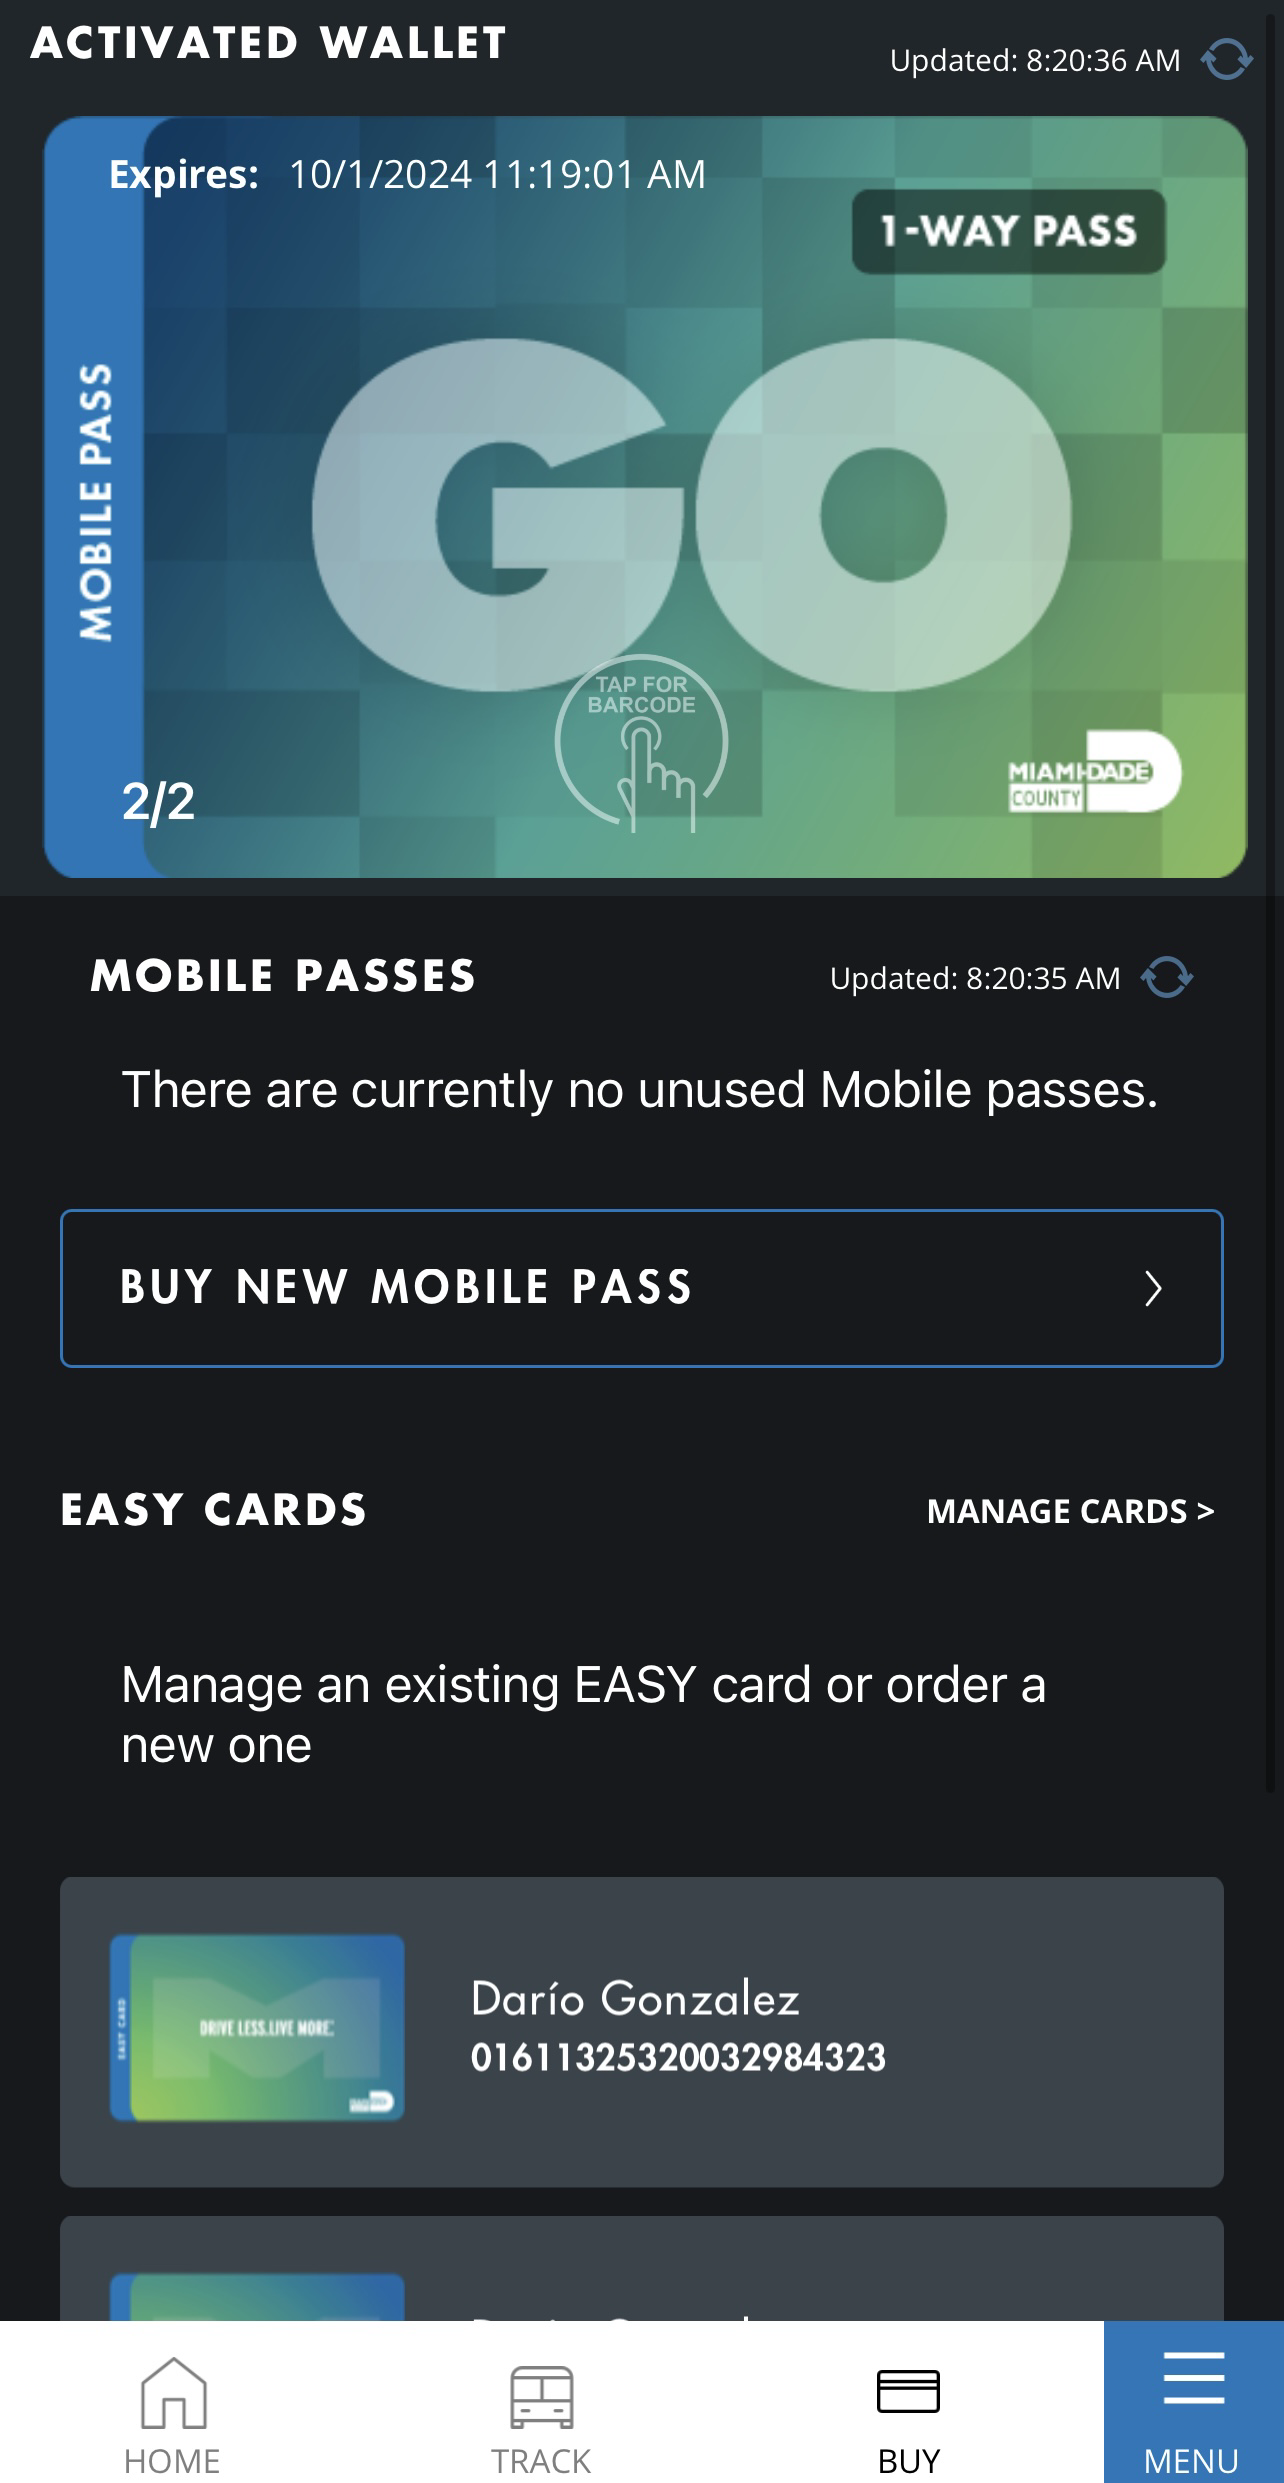 ACTIVATED WALLET
Updated: 8:20:36 AM
Expires: 10/1/2024 11:19:01 AM
1-WAY PASS
MOBILE PASS
GO
TAP FOR
BARCODE
2/2
MIAMI-DADE
COUNTY
MOBILE PASSES
Updated: 8:20:35 AM
There are currently no unused Mobile passes.
BUY NEW MOBILE PASS
EASY CARDS
MANAGE CARDS >
Manage an existing EASY card or order a
new one
EASY CARD
M
DRIVE LESS.LIVE MORE.
Darío Gonzalez
01611325320032984323
HOME
TRACK
BUY
MENU